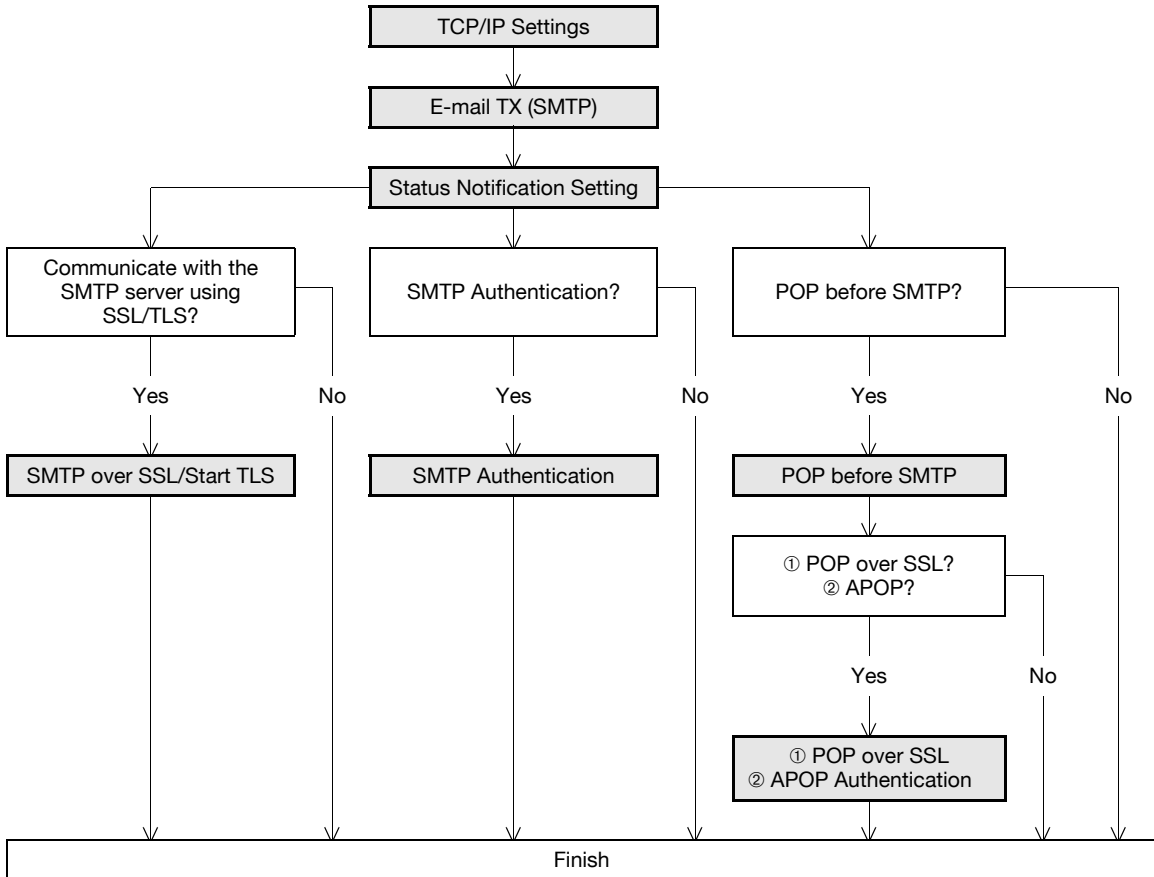 TCP/IP Settings
E-mail TX (SMTP)
Status Notification Setting
Communicate with the
SMTP server using
SSL/TLS?
SMTP Authentication?
POP before SMTP?
Yes
No
Yes
No
Yes
No
SMTP over SSL/Start TLS
SMTP Authentication
POP before SMTP
① POP over SSL?
② APOP?
Yes
No
① POP over SSL
② APOP Authentication
Finish